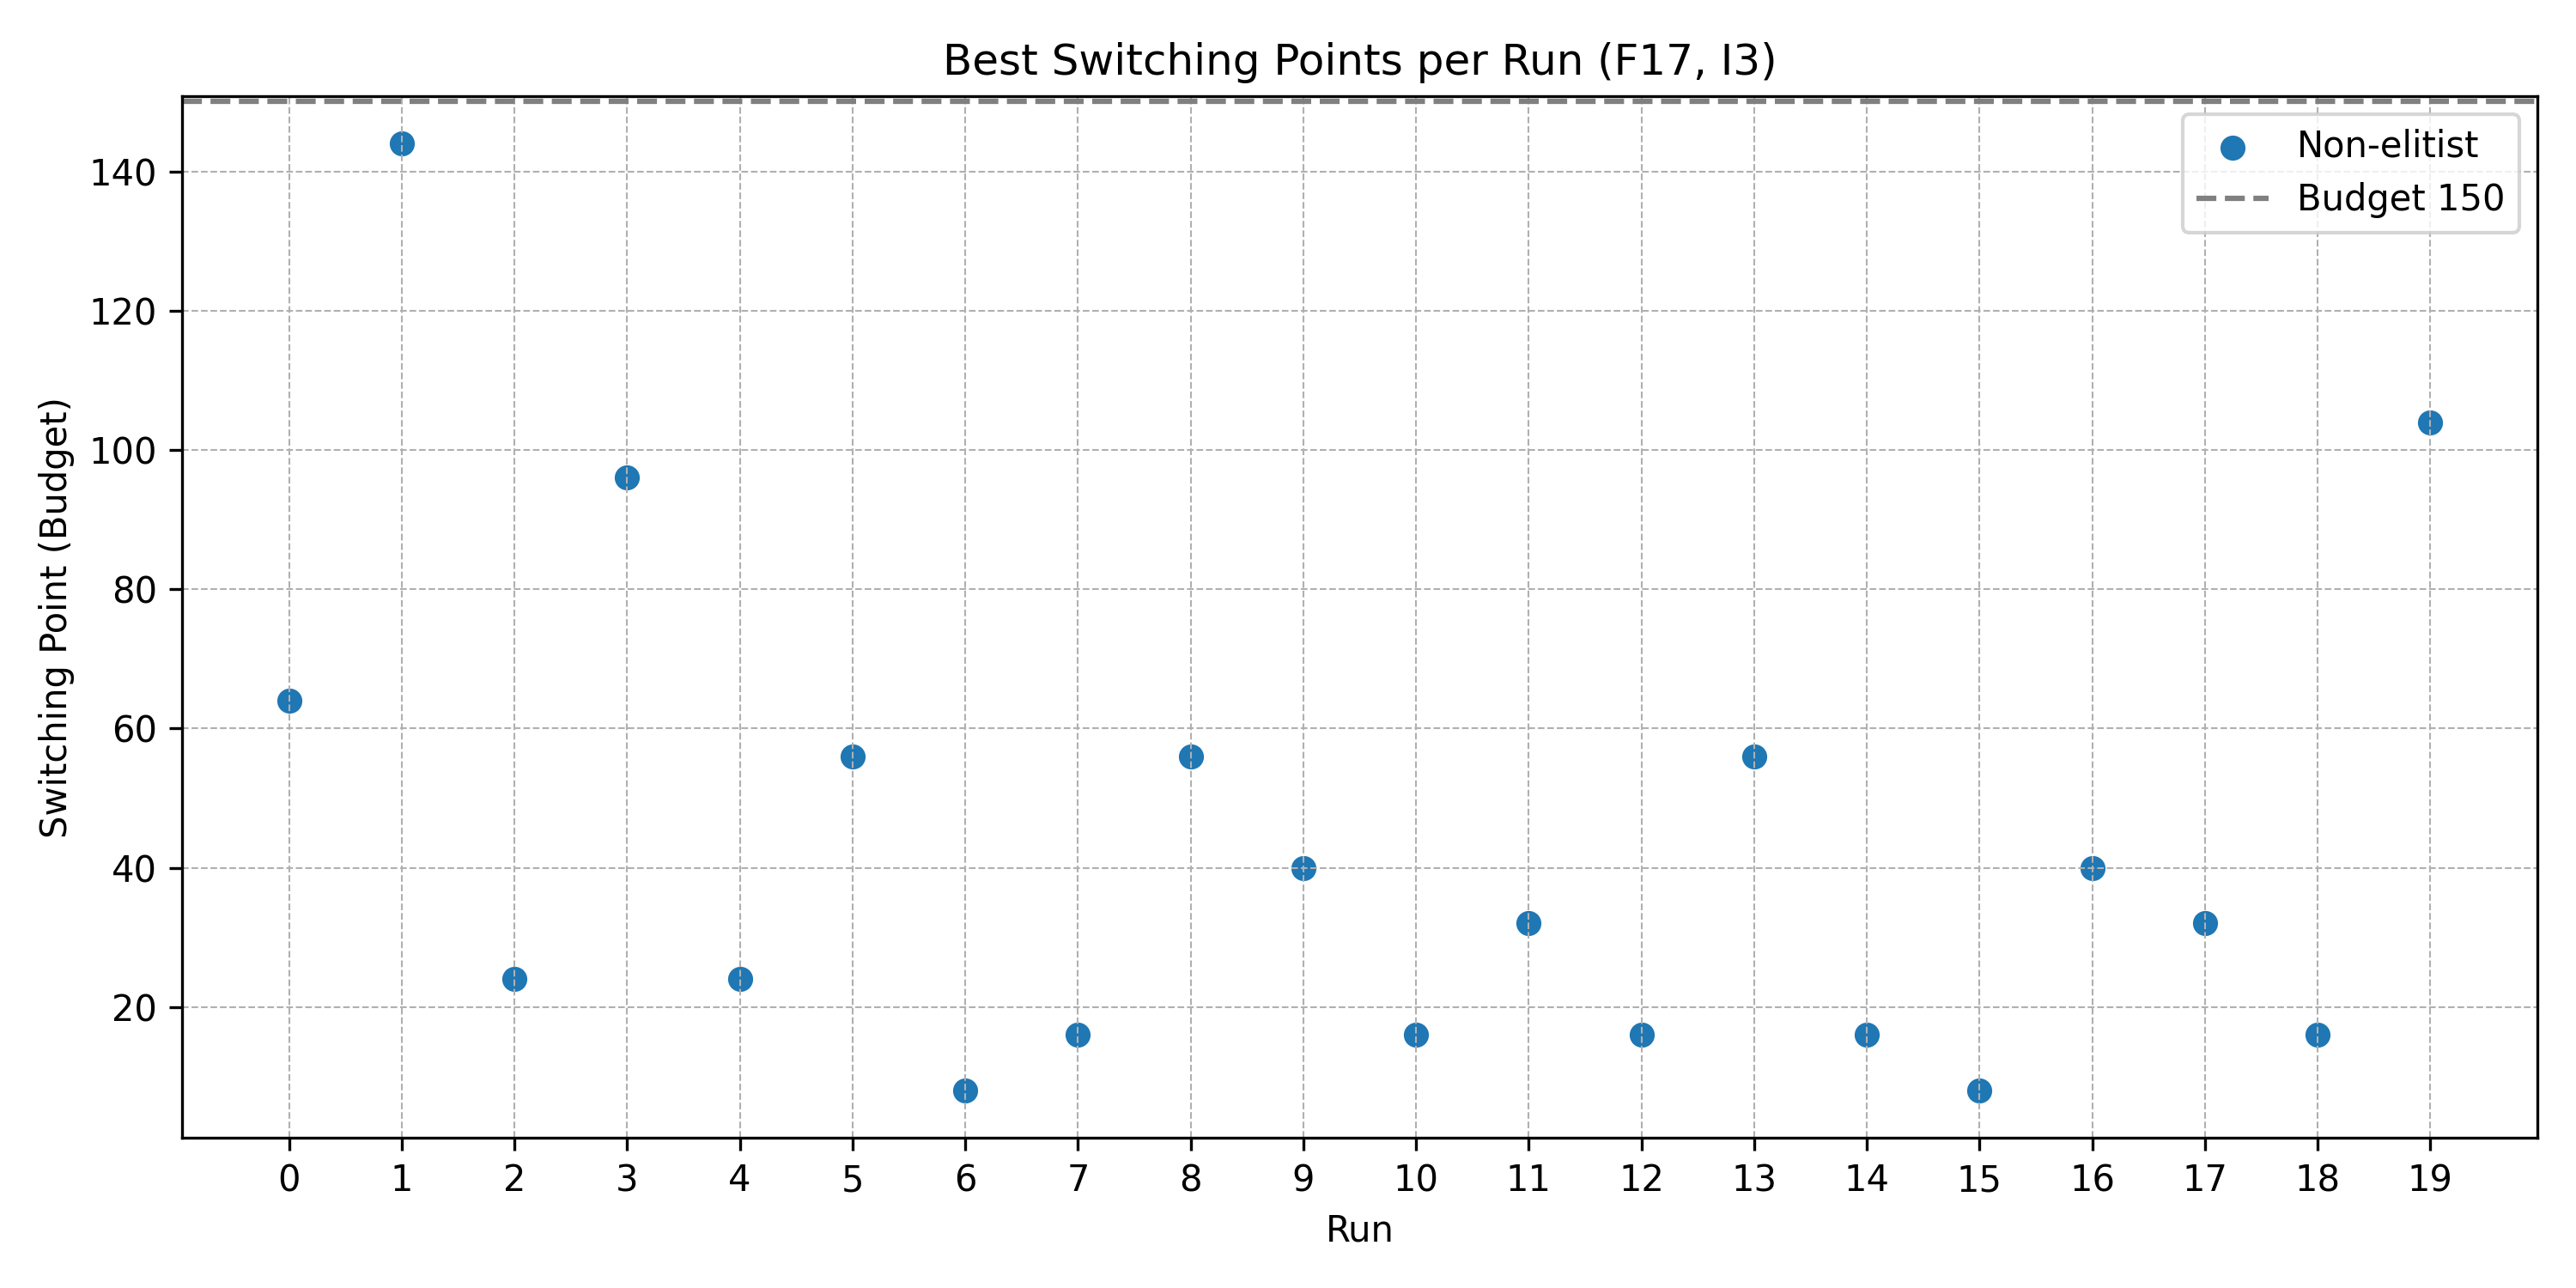 Best Switching Points per Run (F17, I3)
Non-elitist
Budget 150
Switching Point (Budget)
140
120
100
80
60
40
20
0 1 2 3 4 5 6 7 8 9 10 11 12 13 14 15 16 17 18 19
Run